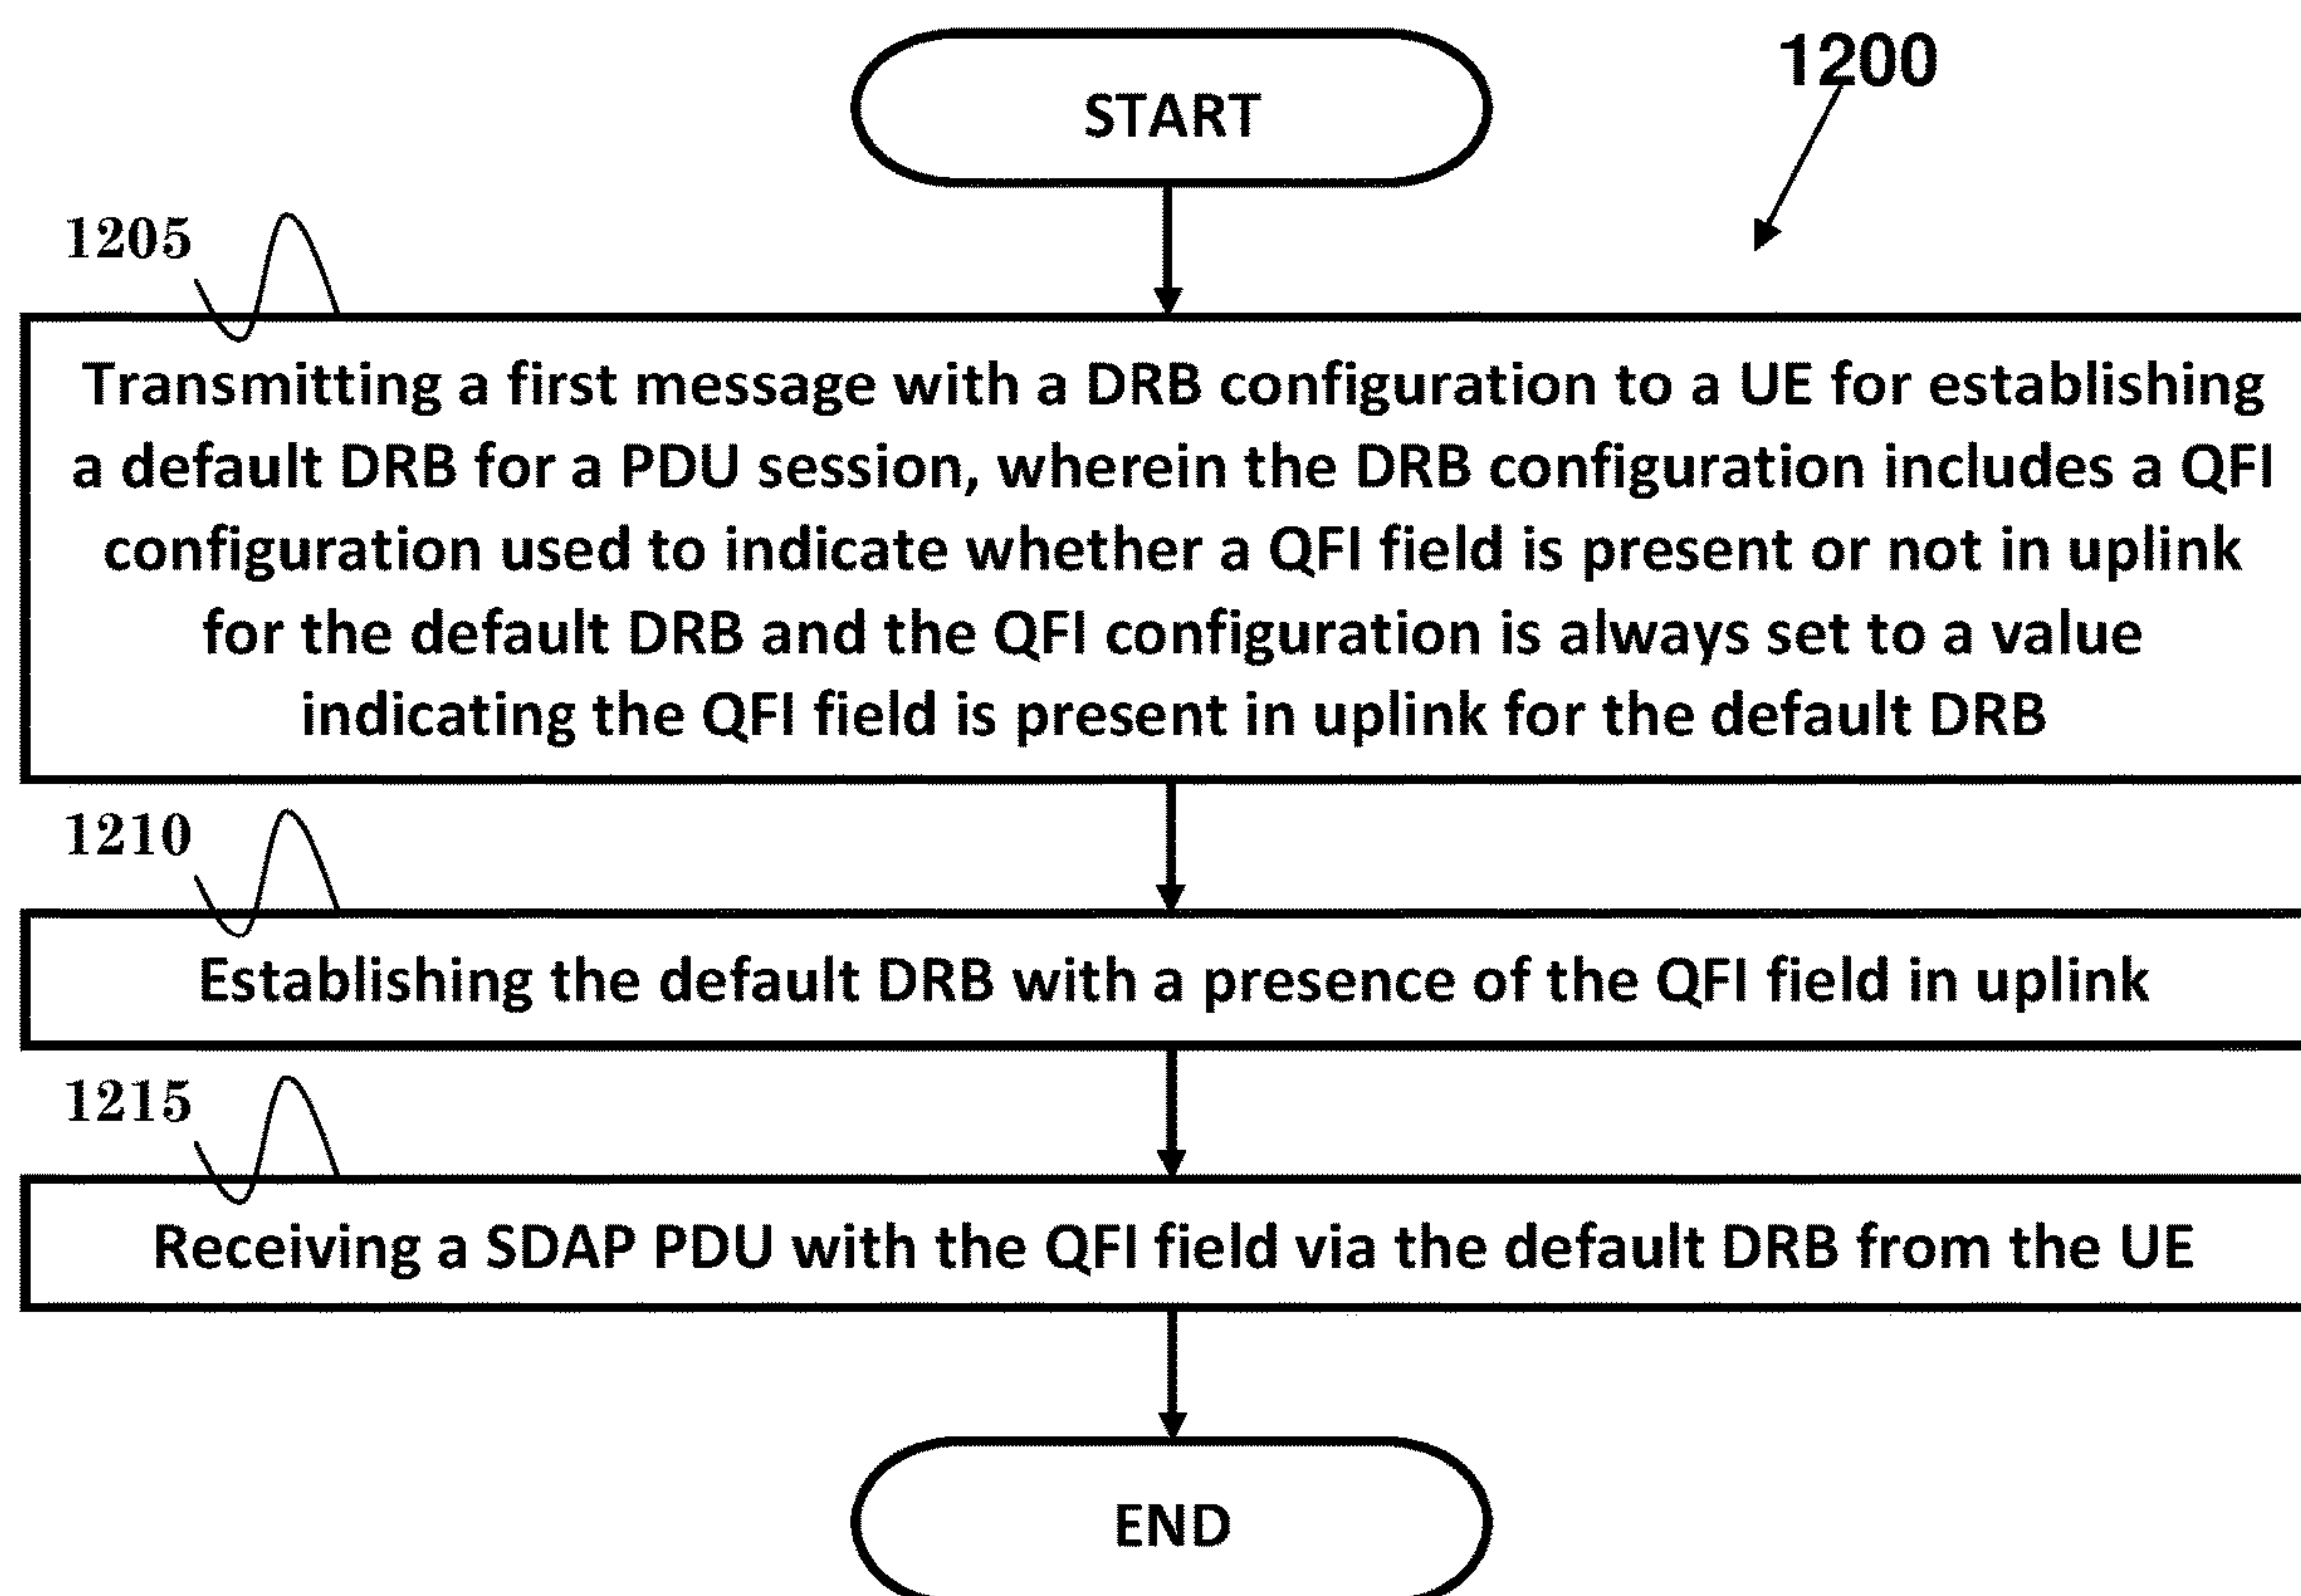 START
1200
1205
Transmitting a first message with a DRB configuration to a UE for establishing
a default DRB for a PDU session, wherein the DRB configuration includes a QFI
configuration used to indicate whether a QFI field is present or not in uplink
for the default DRB and the QFI configuration is always set to a value
indicating the QFI field is present in uplink for the default DRB
1210
Establishing the default DRB with a presence of the QFI field in uplink
1215
Receiving a SDAP PDU with the QFI field via the default DRB from the UE
END